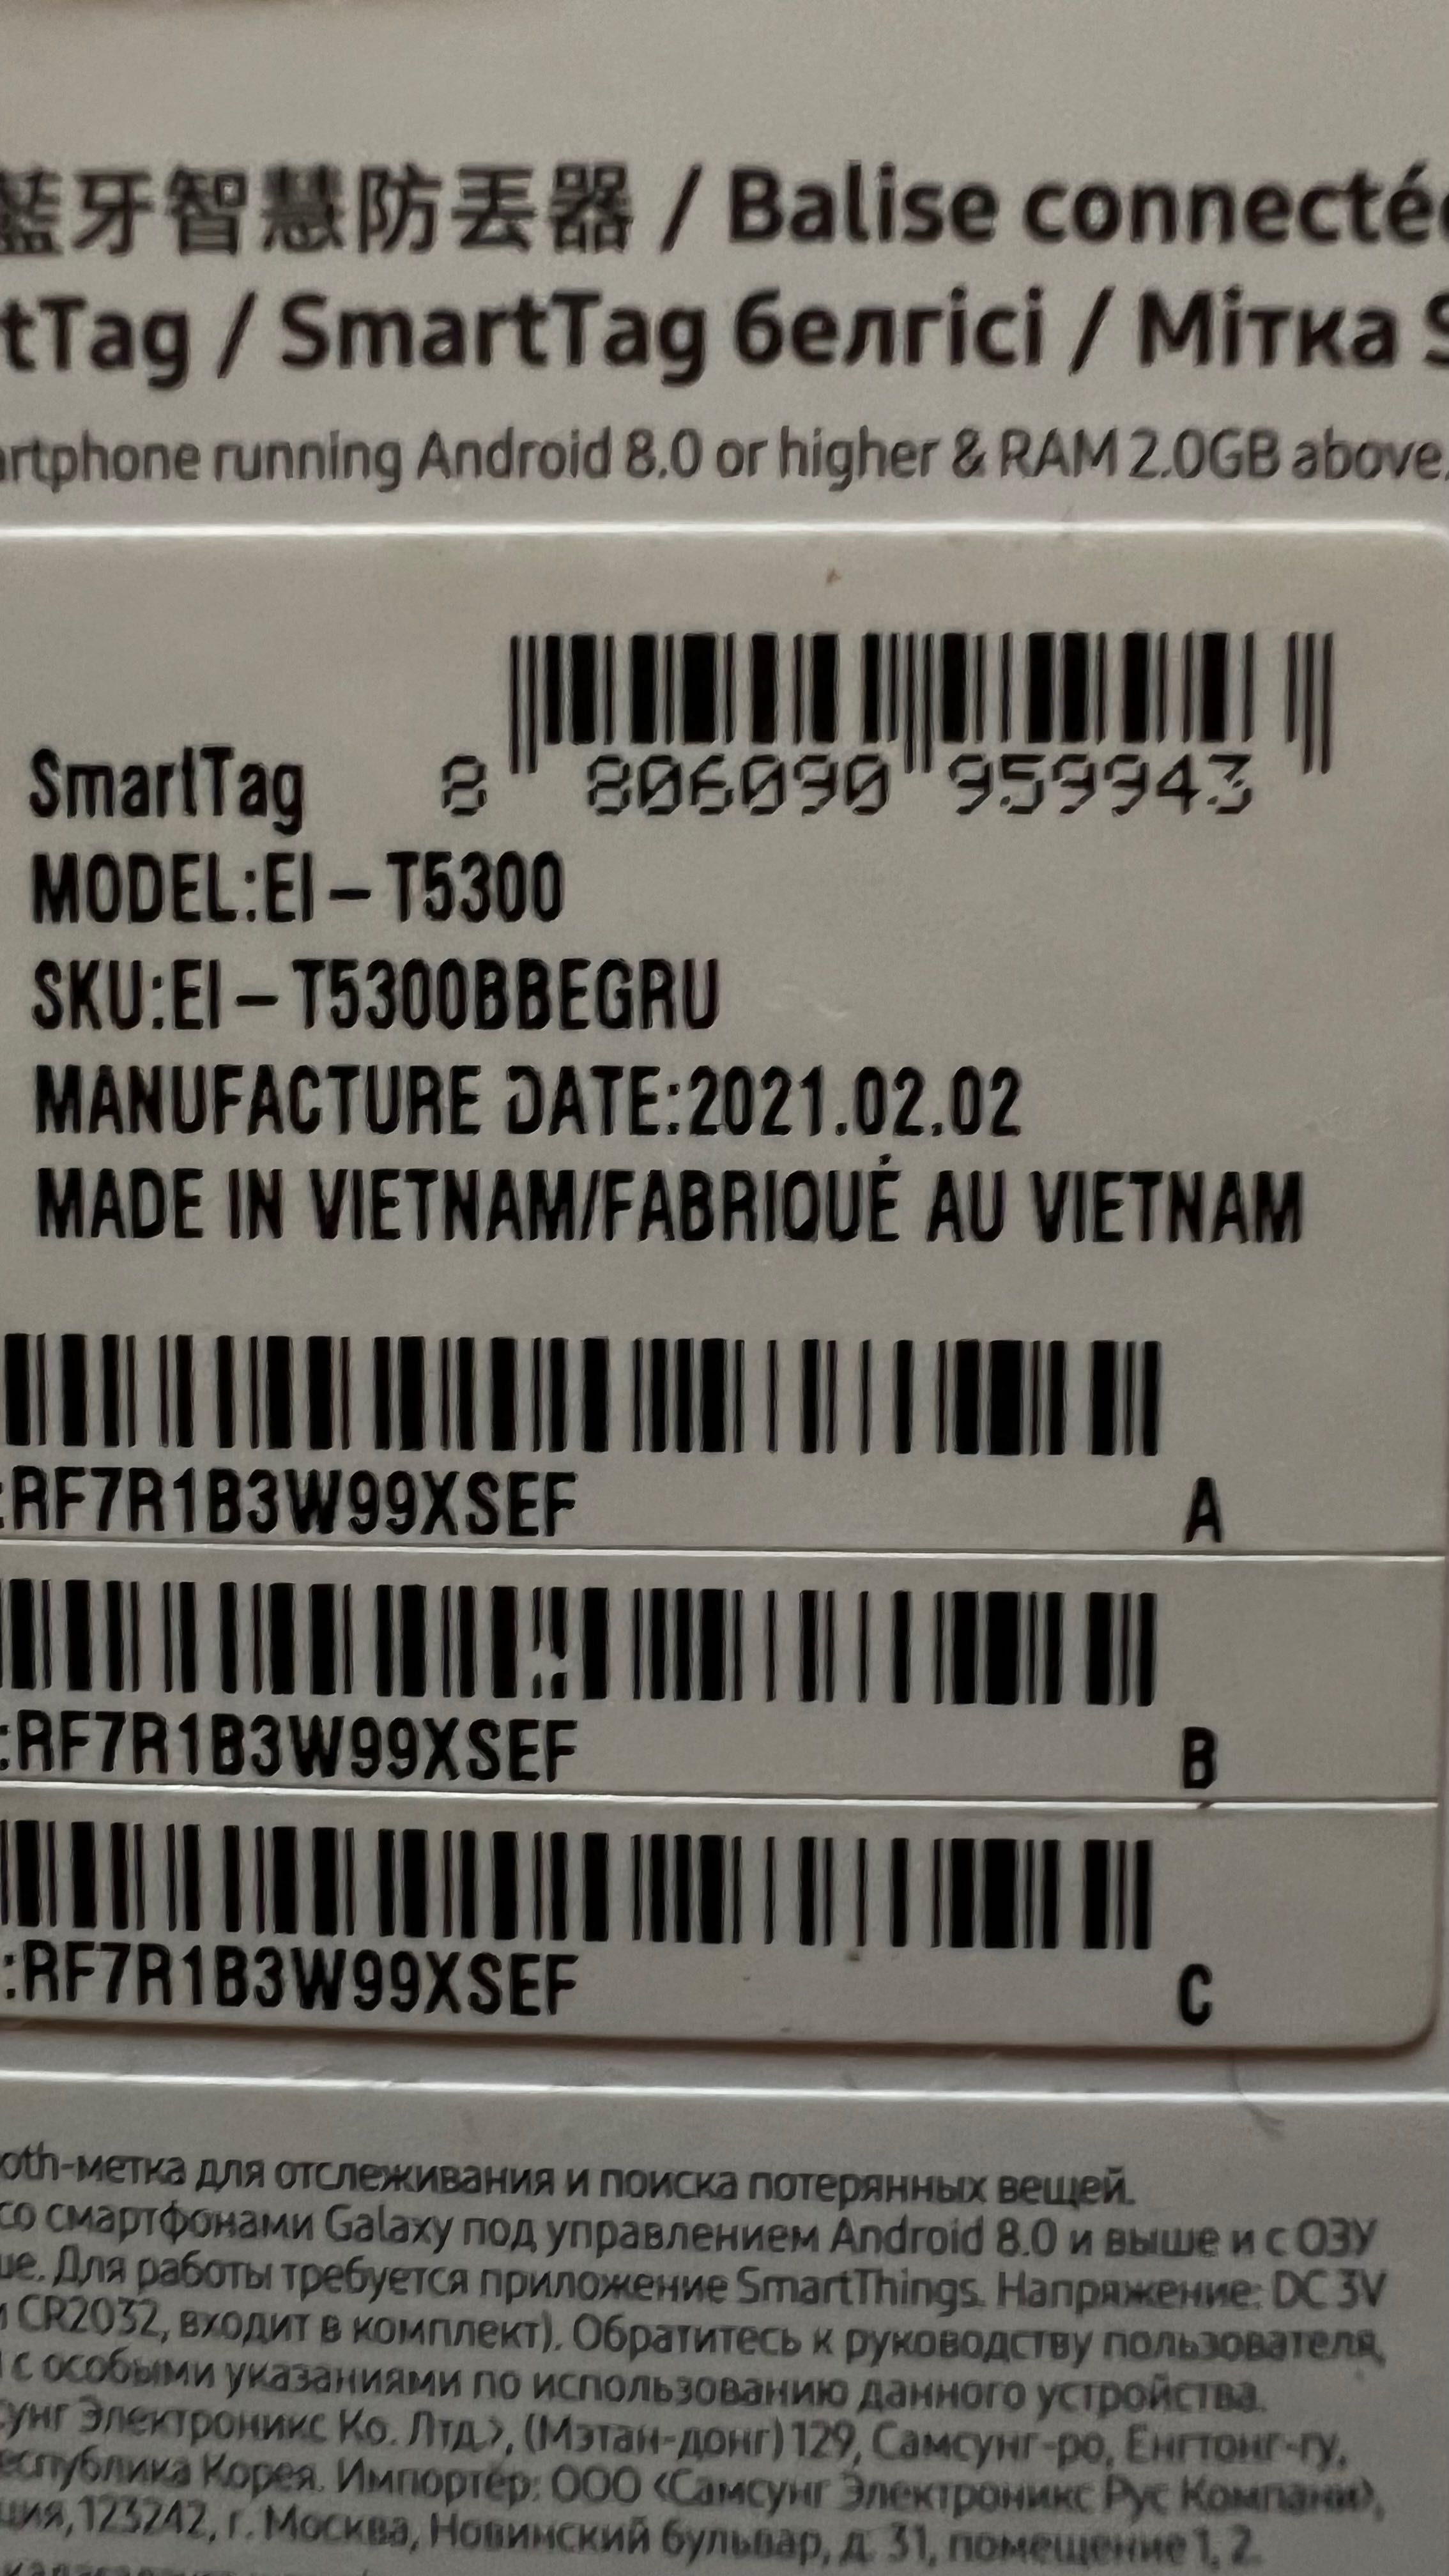 藍牙智慧防丟器 / Balise connectée
tTag / SmartTag белгісі / Мітка S
artphone running Android 8.0 or higher & RAM 2.0GB above.
SmartTag
8 806090 959943
MODEL:EI-T5300
SKU:EI-T5300BBEGRU
MANUFACTURE DATE:2021.02.02
MADE IN VIETNAM/FABRIQUÉ AU VIETNAM
:RF7R1B3W99XSEF A
:RF7R1B3W99XSEF B
:RF7R1B3W99XSEF C
oth-метка для отслеживания и поиска потерянных вещей.
со смартфонами Galaxy под управлением Android 8.0 и выше и с ОЗУ
ше. Для работы требуется приложение SmartThings. Напряжение: DC 3V
CR2032, входит в комплект). Обратитесь к руководству пользователя,
с особыми указаниями по использованию данного устройства.
сунг Электроникс Ко. Лтд.>, (Мэтан-донг) 129, Самсунг-ро, Енгтонг-гу,
еспублика Корея. Импортер: ООО <Самсунг Электроникс Рус Компани>,
ция, 123242, г. Москва, Новинский бульвар, д. 31, помещение 1, 2.